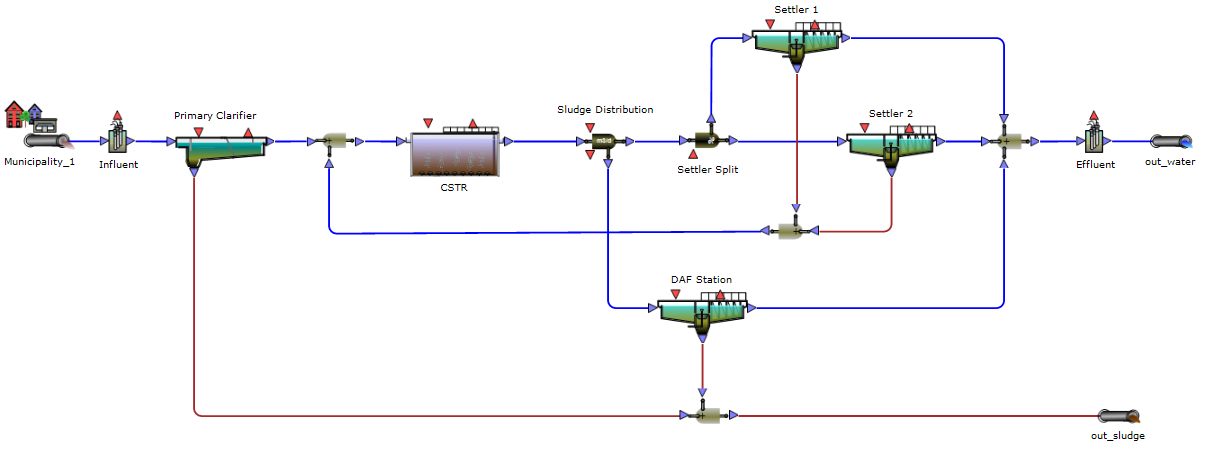 Settler 1
Sludge Distribution
Primary Clarifier
Settler 2
Municipality_1
Influent
CSTR
Settler Split
Effluent
out_water
DAF Station
out_sludge